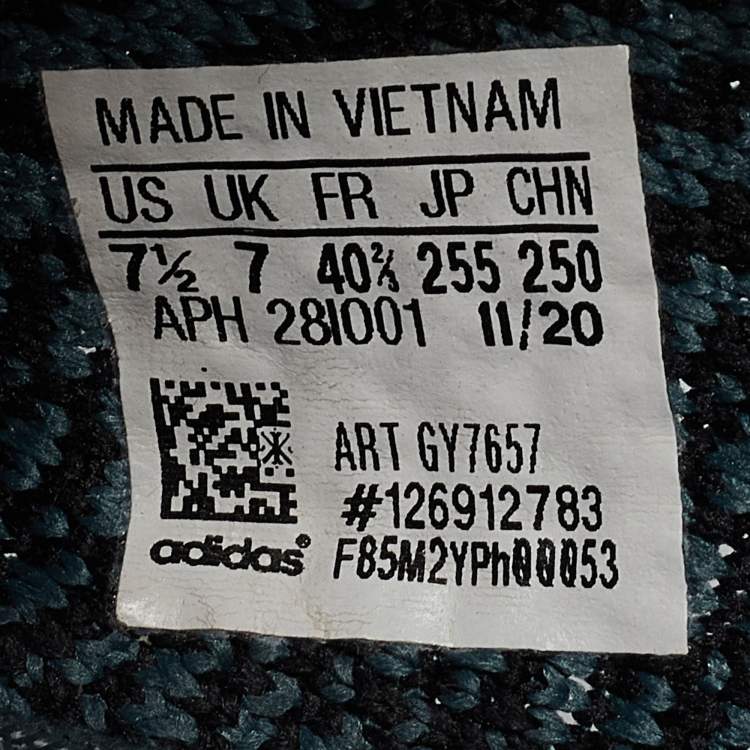 MADE IN VIETNAM
US UK FR JP CHN
7½ 7 40⅔ 255 250
APH 281001 11/20
ART GY7657
#126912783
adidas® F85M2YPh00053